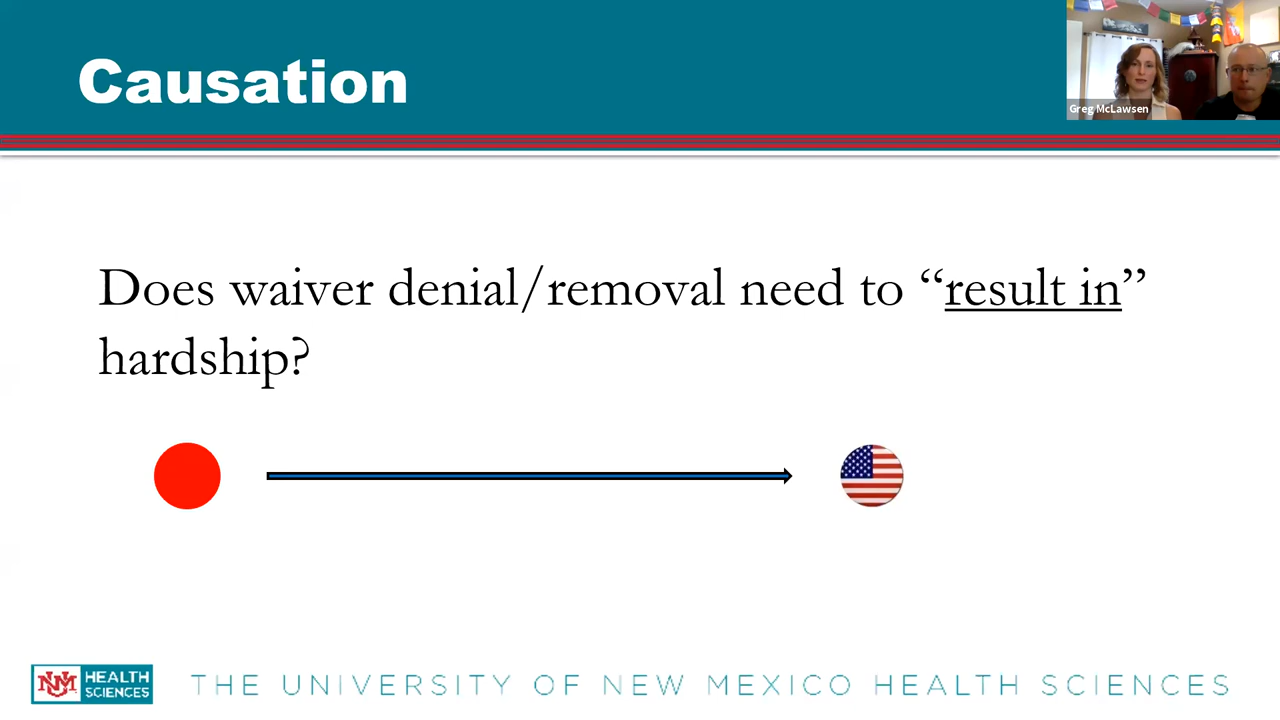 Causation
Greg McLawsen
Does waiver denial/removal need to “result in”
hardship?
UNM HEALTH
SCIENCES
THE UNIVERSITY OF NEW MEXICO HEALTH SCIENCES